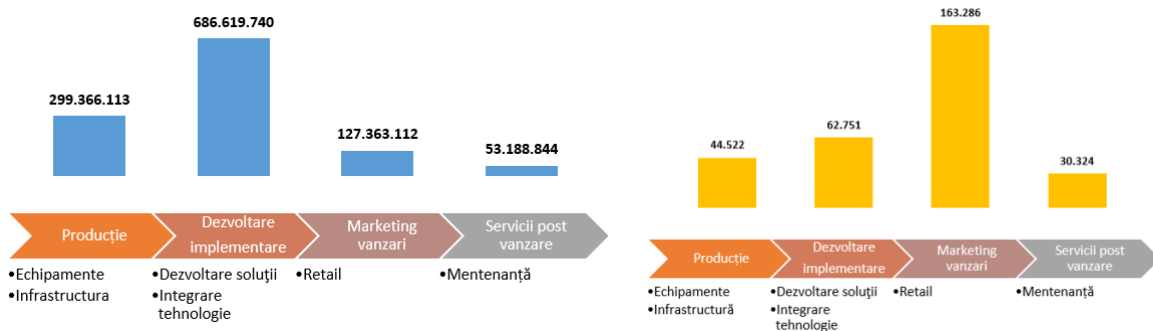 686.619.740
299.366.113
127.363.112
53.188.844
Producție
Dezvoltare
implementare
Marketing
vanzari
Servicii post
vanzare
•Echipamente
•Infrastructura
•Dezvoltare soluţii
•Integrare
tehnologie
•Retail
•Mentenanță
163.286
62.751
44.522
30.324
Producție
Dezvoltare
implementare
Marketing
vanzari
Servicii post
vanzare
•Echipamente
•Infrastructură
•Dezvoltare soluţii
•Integrare
tehnologie
•Retail
•Mentenanță